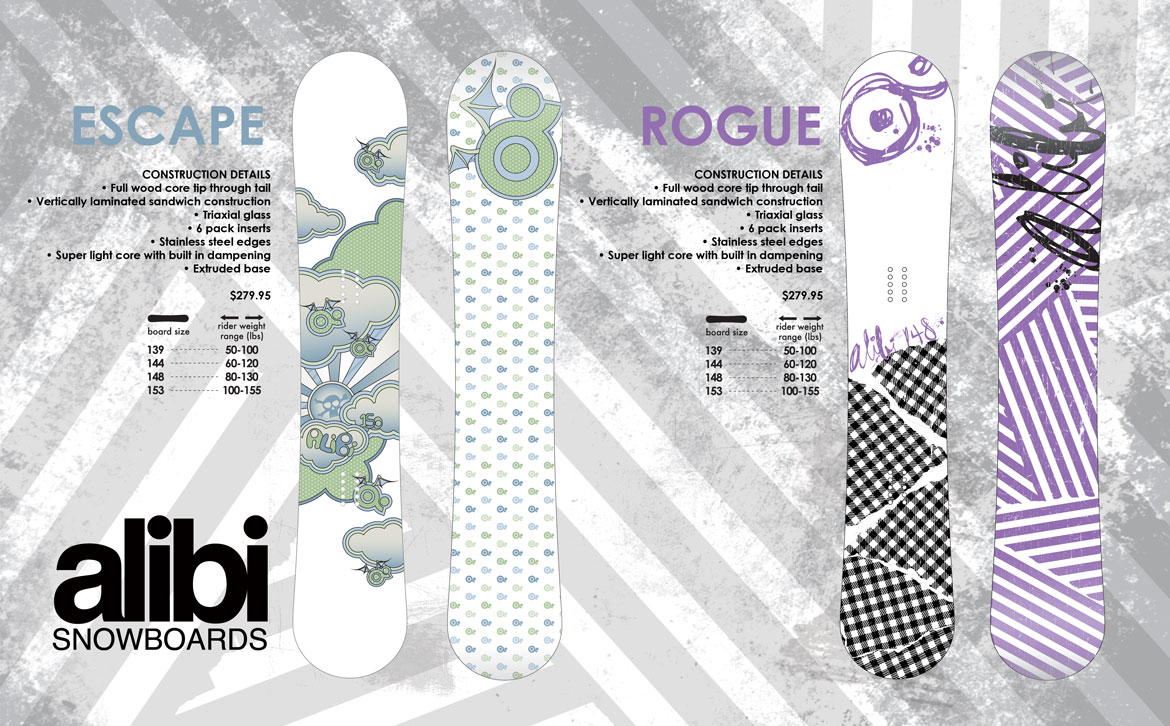 ESCAPE
CONSTRUCTION DETAILS
• Full wood core tip through tail
• Vertically laminated sandwich construction
• Triaxial glass
• 6 pack inserts
• Stainless steel edges
• Super light core with built in dampening
• Extruded base
$279.95
board size
rider weight
range (lbs)
139 50-100
144 60-120
148 80-130
153 100-155
alibi
SNOWBOARDS
150
ALiBi
ROGUE
CONSTRUCTION DETAILS
• Full wood core tip through tail
• Vertically laminated sandwich construction
• Triaxial glass
• 6 pack inserts
• Stainless steel edges
• Super light core with built in dampening
• Extruded base
$279.95
board size
rider weight
range (lbs)
139 50-100
144 60-120
148 80-130
153 100-155
alibi 148
alibi